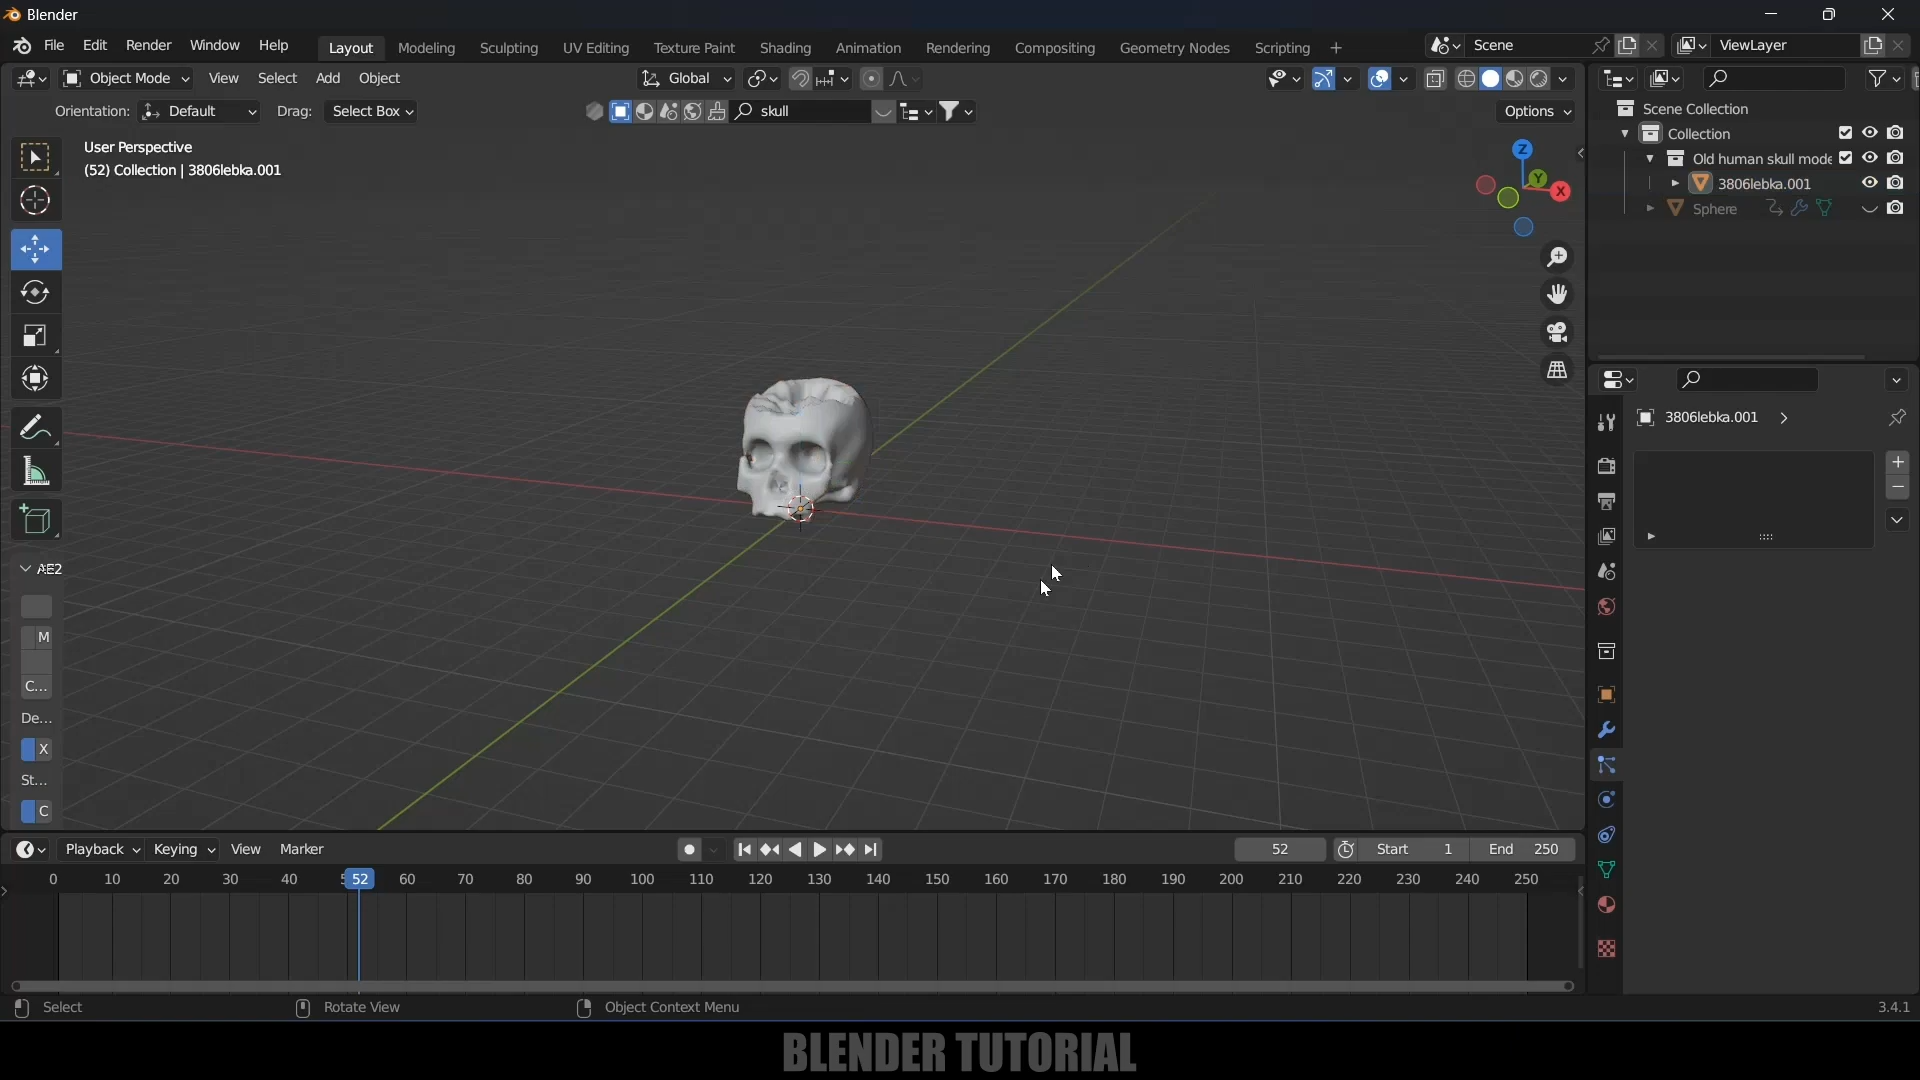 Blender
File Edit Render Window Help Layout Modeling Sculpting UV Editing Texture Paint Shading Animation Rendering Compositing Geometry Nodes Scripting + Scene ViewLayer
Object Mode View Select Add Object Global
Orientation: Default Drag: Select Box skull Options
User Perspective
(52) Collection | 3806lebka.001
Z
Y
X
Scene Collection
Collection
Old human skull mode
3806lebka.001
Sphere
3806lebka.001
AE2
M
C...
De...
X
St...
C
Playback Keying View Marker 52 Start 1 End 250
0 10 20 30 40 52 60 70 80 90 100 110 120 130 140 150 160 170 180 190 200 210 220 230 240 250
Select Rotate View Object Context Menu 3.4.1
BLENDER TUTORIAL